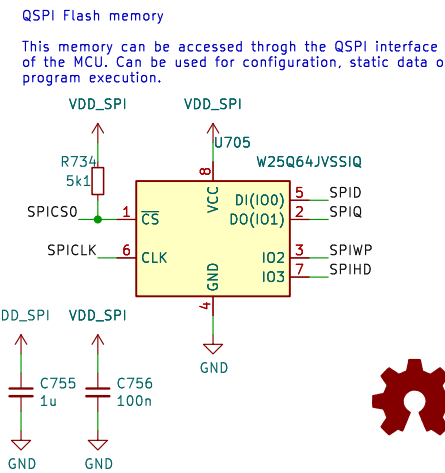 QSPI Flash memory
This memory can be accessed throgh the QSPI interface
of the MCU. Can be used for configuration, static data o
program execution.
VDD_SPI
VDD_SPI
U705
R734
5k1
W25Q64JVSSIQ
8
VCC
SPICS0
1
CS
DI(IO0)
5
SPID
DO(IO1)
2
SPIQ
SPICLK
6
CLK
IO2
3
SPIWP
IO3
7
SPIHD
GND
4
GND
DD_SPI
VDD_SPI
C755
1u
C756
100n
GND
GND